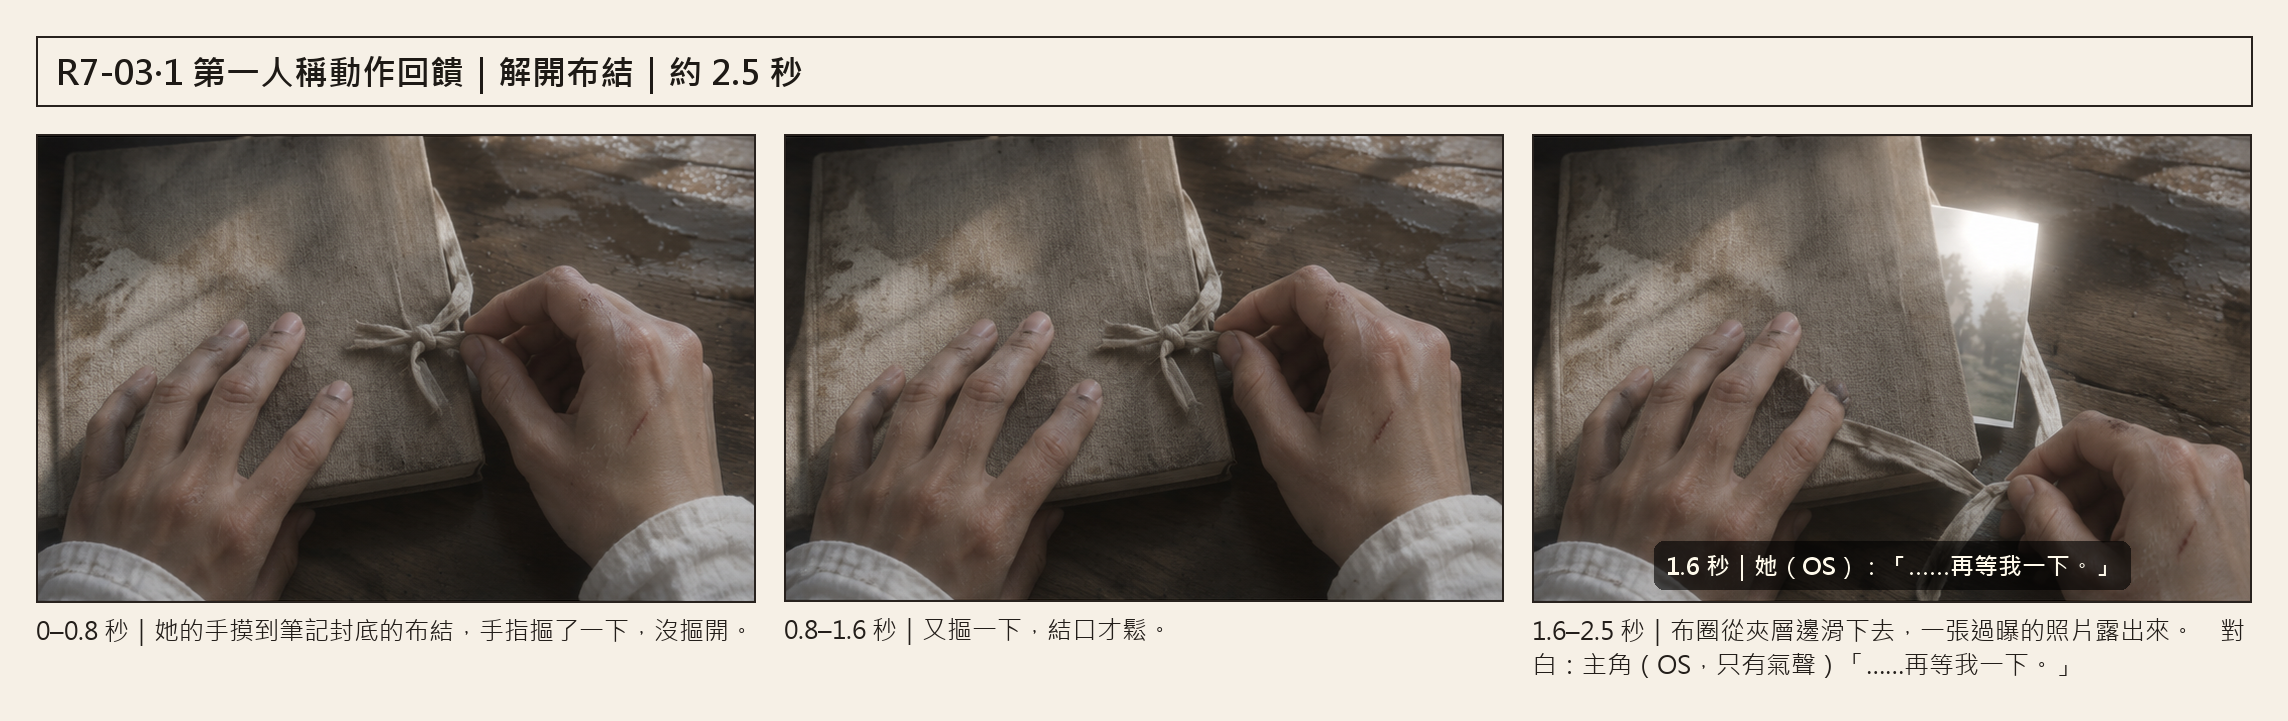 R7-03·1 第一人稱動作回饋｜解開布結｜約 2.5 秒
1.6 秒｜她（OS）：「……再等我一下。」
0–0.8 秒｜她的手摸到筆記封底的布結，手指摳了一下，沒摳開。
0.8–1.6 秒｜又摳一下，結口才鬆。
1.6–2.5 秒｜布圈從夾層邊滑下去，一張過曝的照片露出來。　對
白：主角（OS，只有氣聲）「……再等我一下。」